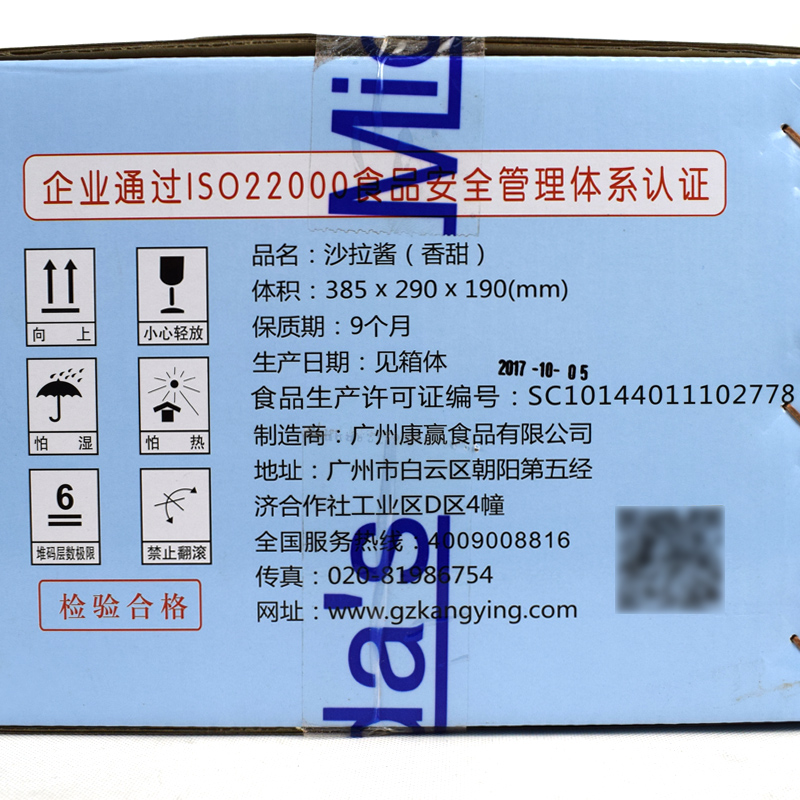 Mid
企业通过ISO22000食品安全管理体系认证
品名：沙拉酱（香甜）
体积：385 x 290 x 190(mm)
保质期：9个月
生产日期：见箱体 2017-10-05
食品生产许可证编号：SC10144011102778
制造商：广州康赢食品有限公司
地址：广州市白云区朝阳第五经
济合作社工业区D区4幢
全国服务热线：4009008816
传真：020-81986754
网址：www.gzkangying.com
向上
小心轻放
怕湿
怕热
6
堆码层数极限
禁止翻滚
检验合格
da's